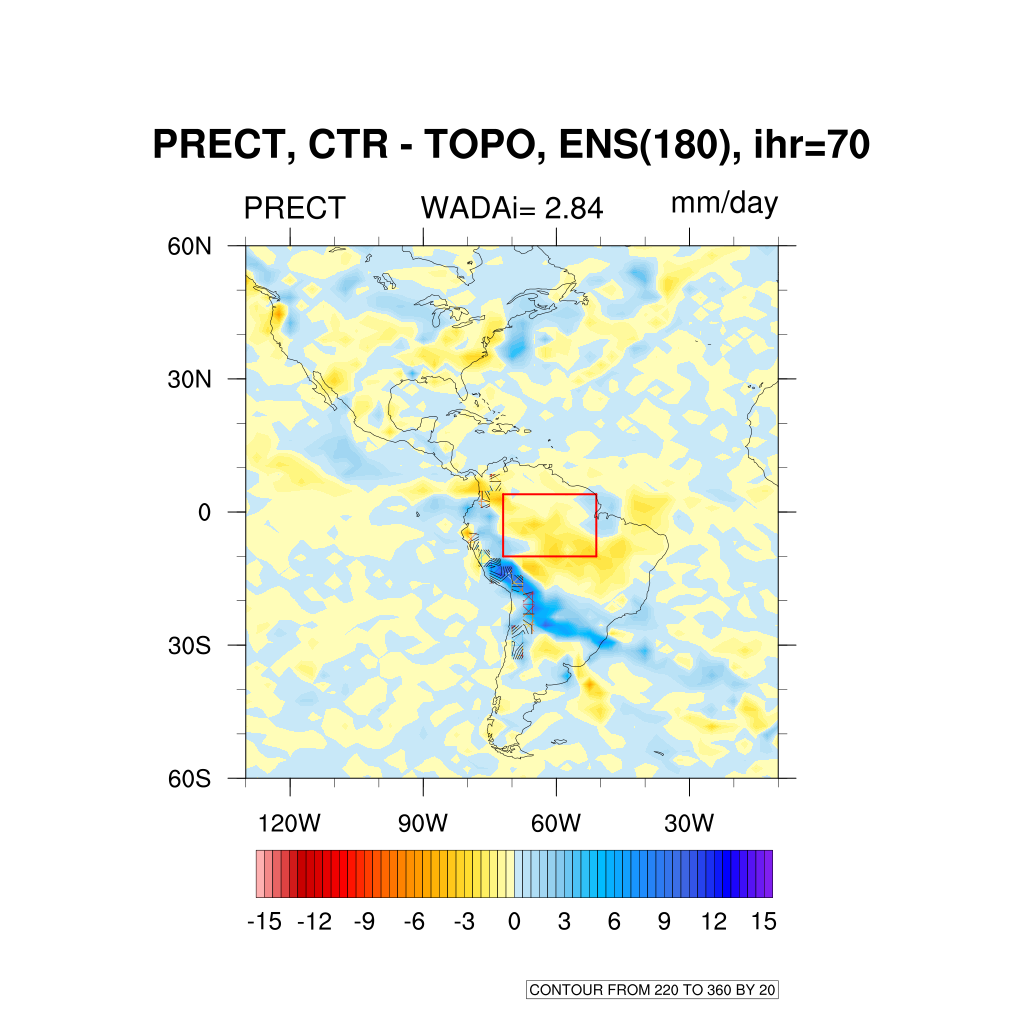 PRECT, CTR - TOPO, ENS(180), ihr=70
PRECT WADAi= 2.84 mm/day
60N
30N
0
30S
60S
120W 90W 60W 30W
-15 -12 -9 -6 -3 0 3 6 9 12 15
CONTOUR FROM 220 TO 360 BY 20